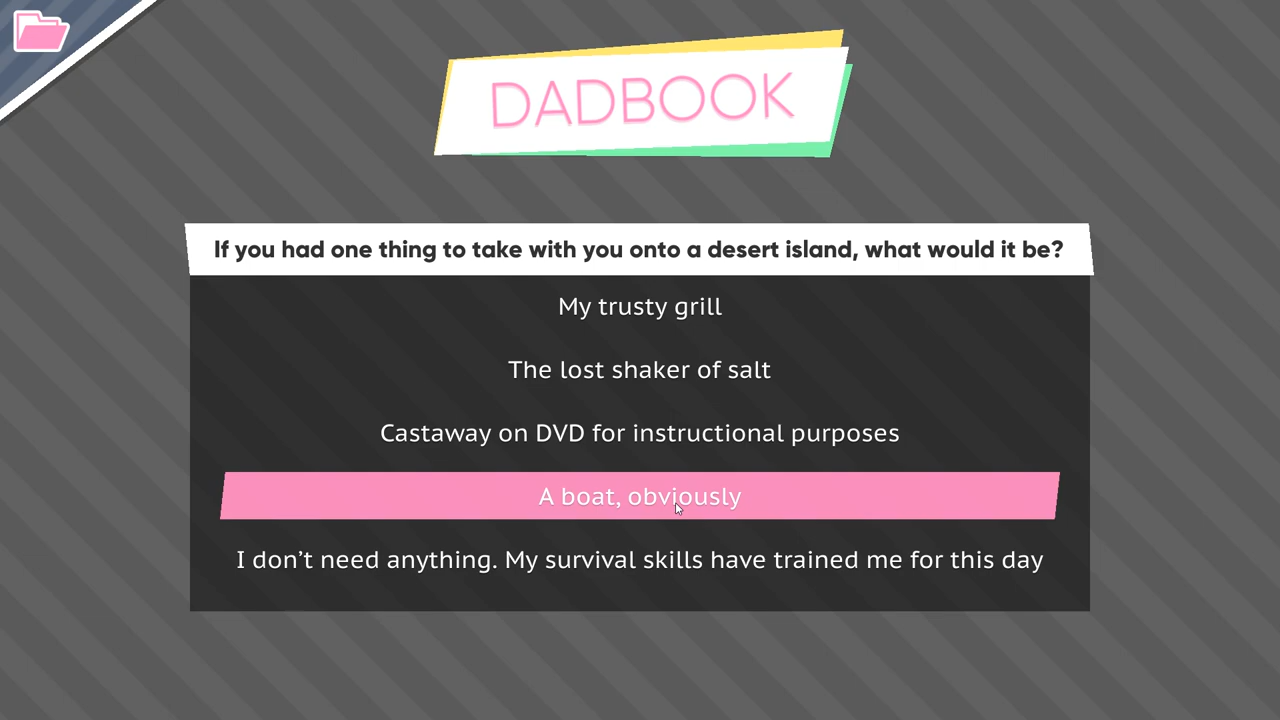 DADBOOK
If you had one thing to take with you onto a desert island, what would it be?
My trusty grill
The lost shaker of salt
Castaway on DVD for instructional purposes
A boat, obviously
I don’t need anything. My survival skills have trained me for this day